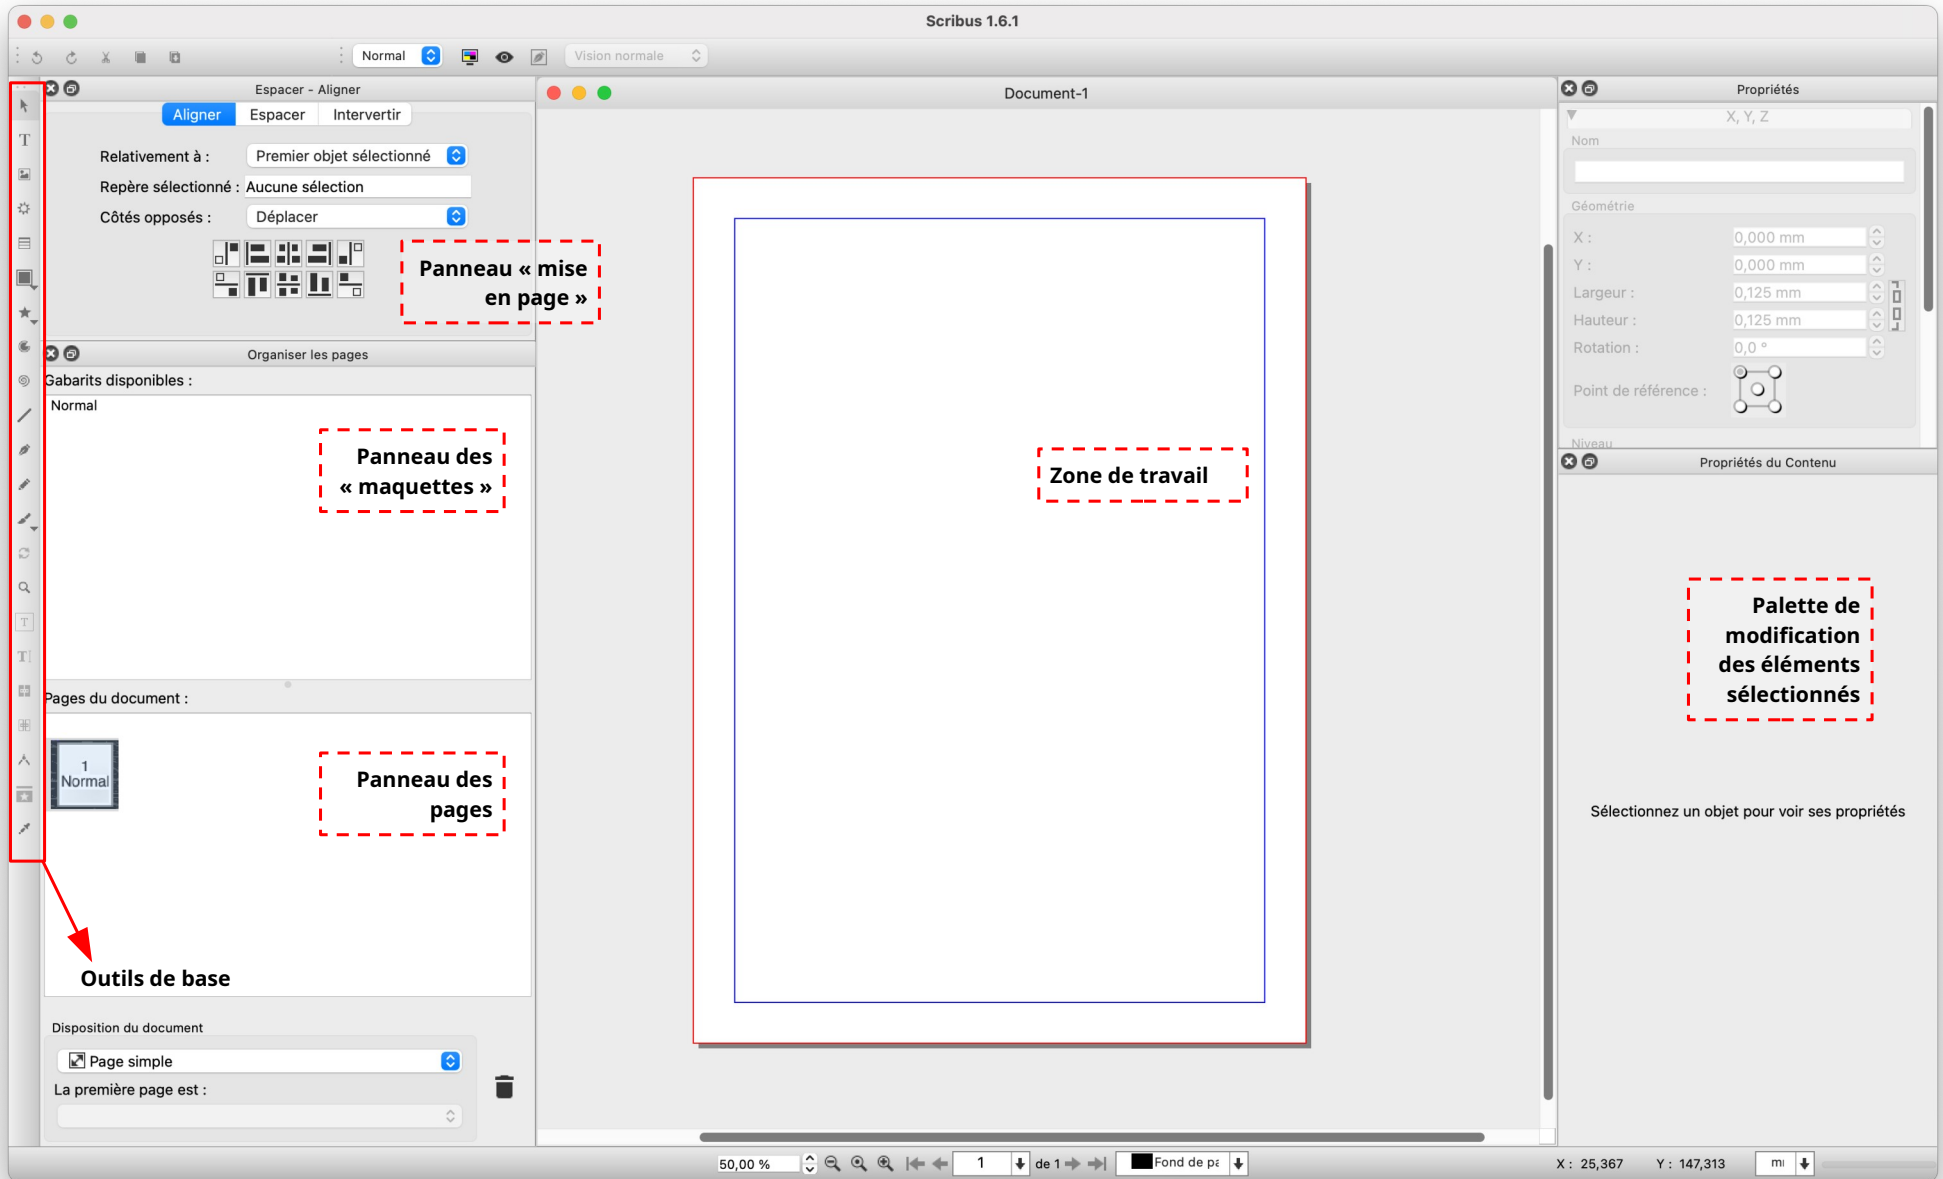 Scribus 1.6.1
Normal
Vision normale
Espacer - Aligner
Aligner
Espacer
Intervertir
Relativement à :
Premier objet sélectionné
Repère sélectionné :
Aucune sélection
Côtés opposés :
Déplacer
Panneau « mise
en page »
Organiser les pages
Gabarits disponibles :
Normal
Panneau des
« maquettes »
Pages du document :
1
Normal
Panneau des
pages
Outils de base
Disposition du document
Page simple
La première page est :
Document-1
Zone de travail
50,00 %
1
de 1
Fond de pa
Propriétés
X, Y, Z
Nom
Géométrie
X :
0,000 mm
Y :
0,000 mm
Largeur :
0,125 mm
Hauteur :
0,125 mm
Rotation :
0,0 °
Point de référence :
Niveau
Propriétés du Contenu
Palette de
modification
des éléments
sélectionnés
Sélectionnez un objet pour voir ses propriétés
X : 25,367
Y : 147,313